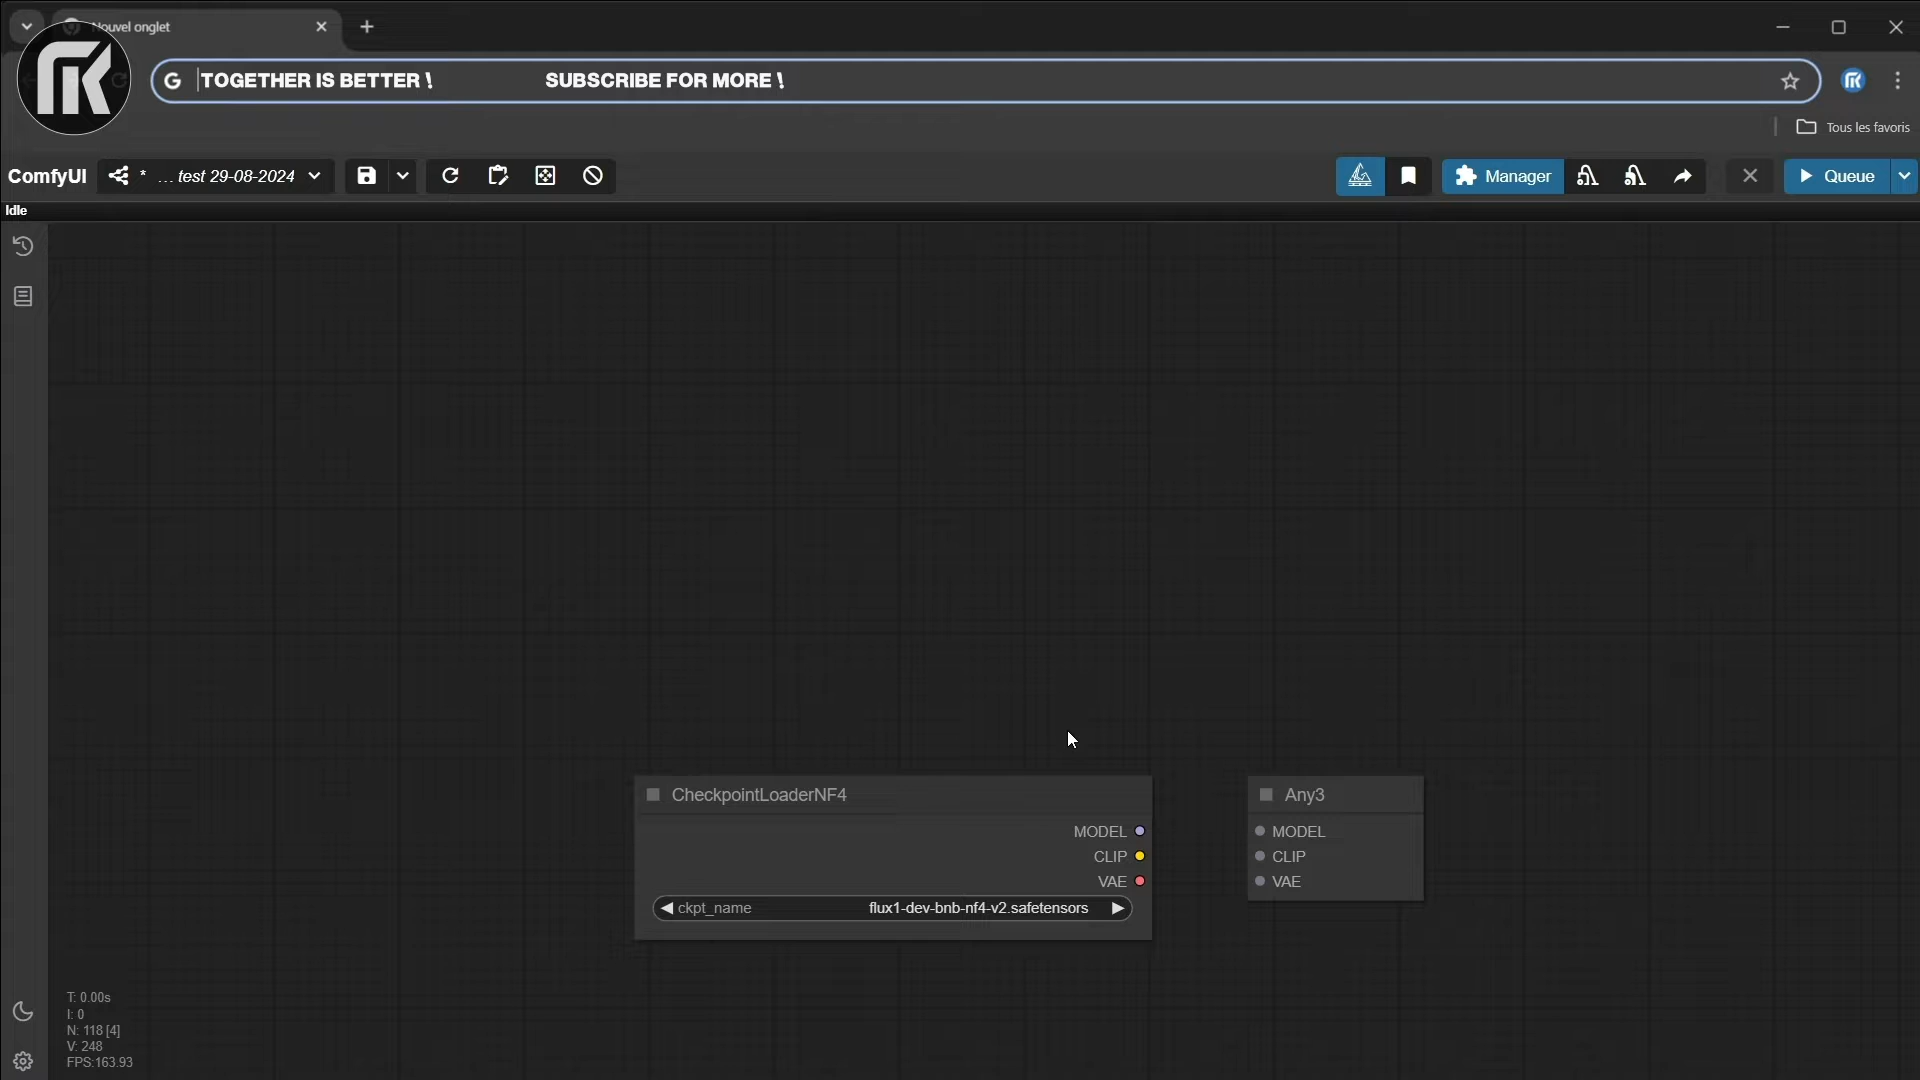 Nouvel onglet
TOGETHER IS BETTER ! SUBSCRIBE FOR MORE !
Tous les favoris
ComfyUI * ... test 29-08-2024 Manager Queue
Idle
CheckpointLoaderNF4
MODEL
CLIP
VAE
ckpt_name flux1-dev-bnb-nf4-v2.safetensors
Any3
MODEL
CLIP
VAE
T: 0.00s
I: 0
N: 118 [4]
V: 248
FPS:163.93